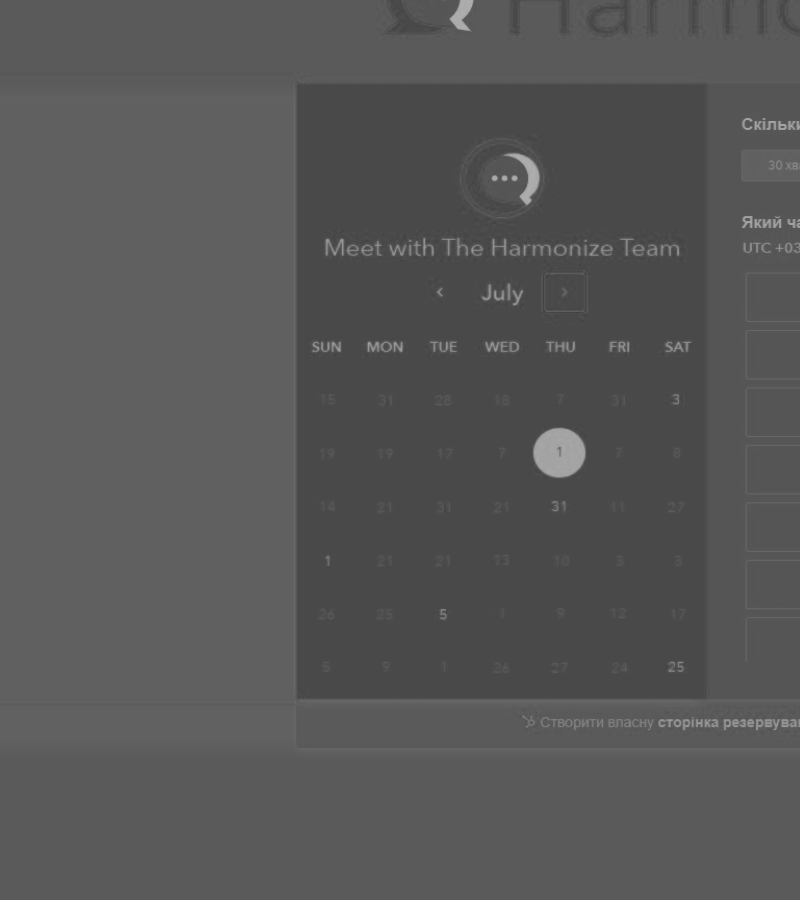 Harmo
Meet with The Harmonize Team
July
SUN MON TUE WED THU FRI SAT
15 31 28 18 7 31 3
19 19 17 7 1 7 8
14 21 31 21 31 11 27
1 21 21 13 10 3 3
26 25 5 1 9 12 17
5 9 1 26 27 24 25
Скільки
30 хв
Який ча
UTC +03
Створити власну сторінка резервува